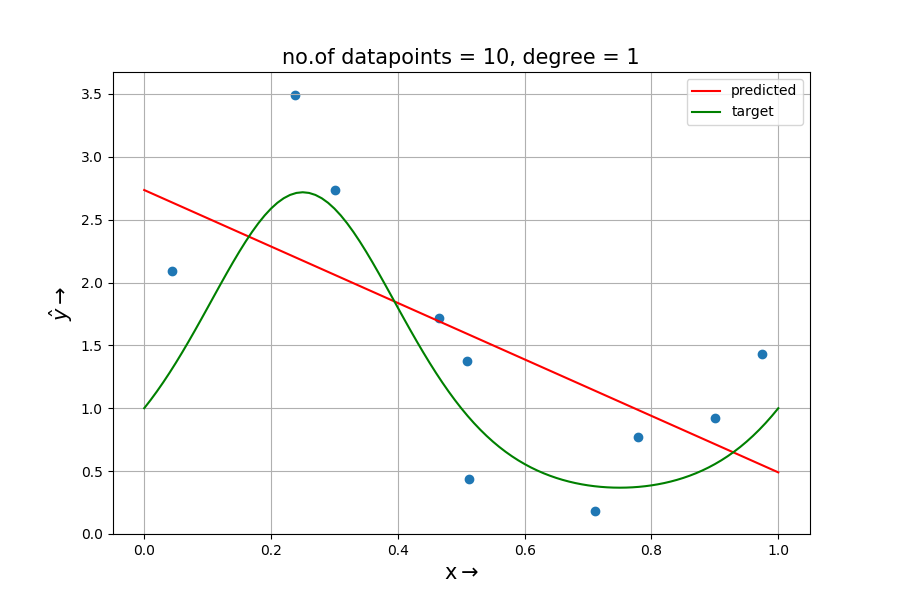 no.of datapoints = 10, degree = 1
predicted
target
3.5
3.0
2.5
2.0
1.5
1.0
0.5
0.0
ŷ →
0.0 0.2 0.4 0.6 0.8 1.0
x →